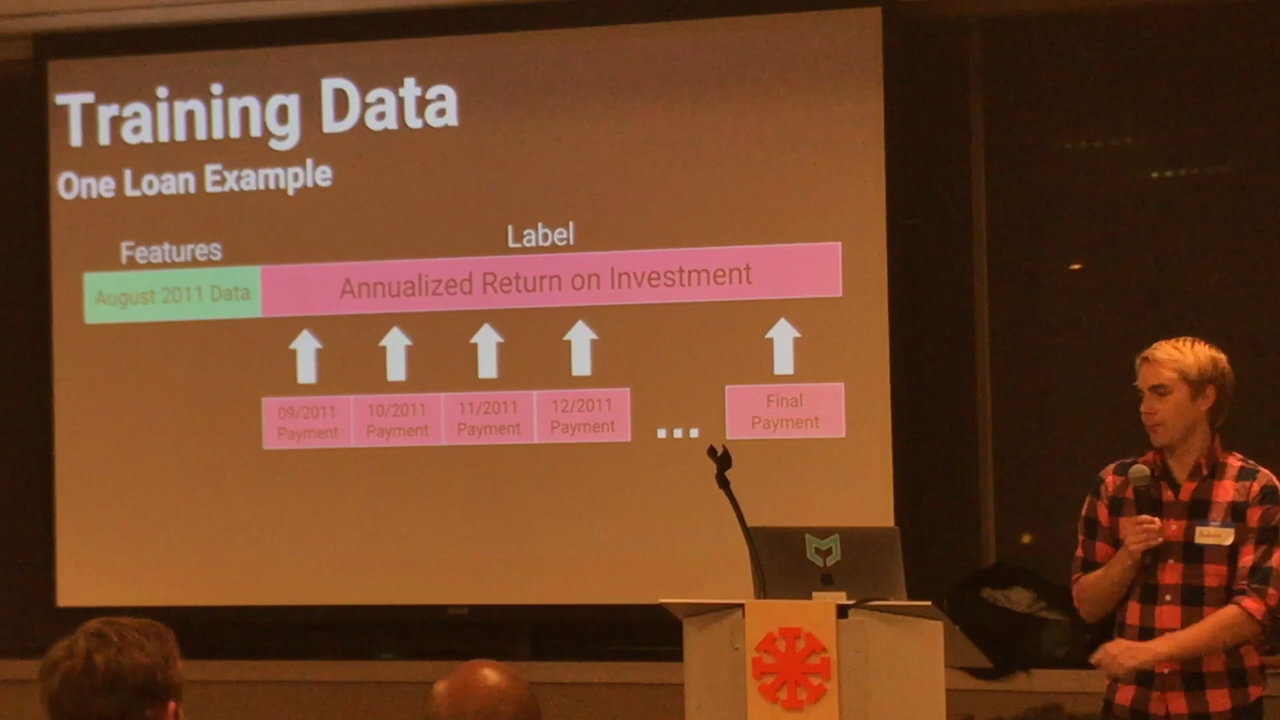 Training Data
One Loan Example
Features
Label
August 2011 Data
Annualized Return on Investment
09/2011
Payment
10/2011
Payment
11/2011
Payment
12/2011
Payment
...
Final
Payment